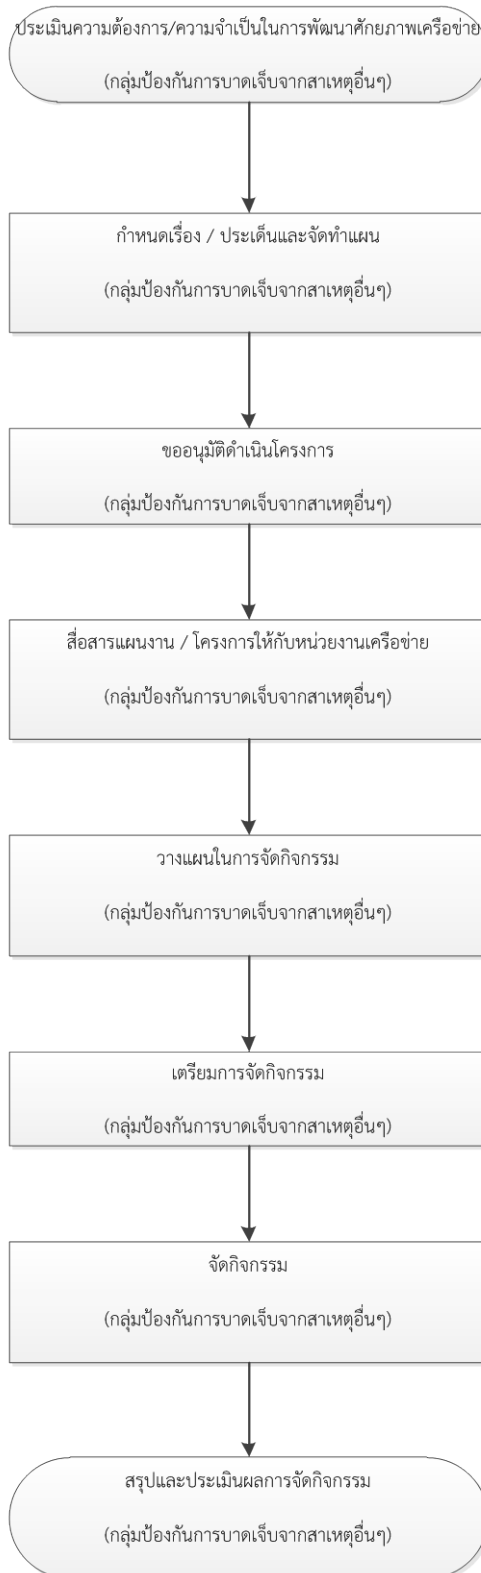 ประเมินความต้องการ/ความจำเป็นในการพัฒนาศักยภาพเครือข่าย
(กลุ่มป้องกันการบาดเจ็บจากสาเหตุอื่นๆ)
กำหนดเรื่อง / ประเด็นและจัดทำแผน
(กลุ่มป้องกันการบาดเจ็บจากสาเหตุอื่นๆ)
ขออนุมัติดำเนินโครงการ
(กลุ่มป้องกันการบาดเจ็บจากสาเหตุอื่นๆ)
สื่อสารแผนงาน / โครงการให้กับหน่วยงานเครือข่าย
(กลุ่มป้องกันการบาดเจ็บจากสาเหตุอื่นๆ)
วางแผนในการจัดกิจกรรม
(กลุ่มป้องกันการบาดเจ็บจากสาเหตุอื่นๆ)
เตรียมการจัดกิจกรรม
(กลุ่มป้องกันการบาดเจ็บจากสาเหตุอื่นๆ)
จัดกิจกรรม
(กลุ่มป้องกันการบาดเจ็บจากสาเหตุอื่นๆ)
สรุปและประเมินผลการจัดกิจกรรม
(กลุ่มป้องกันการบาดเจ็บจากสาเหตุอื่นๆ)